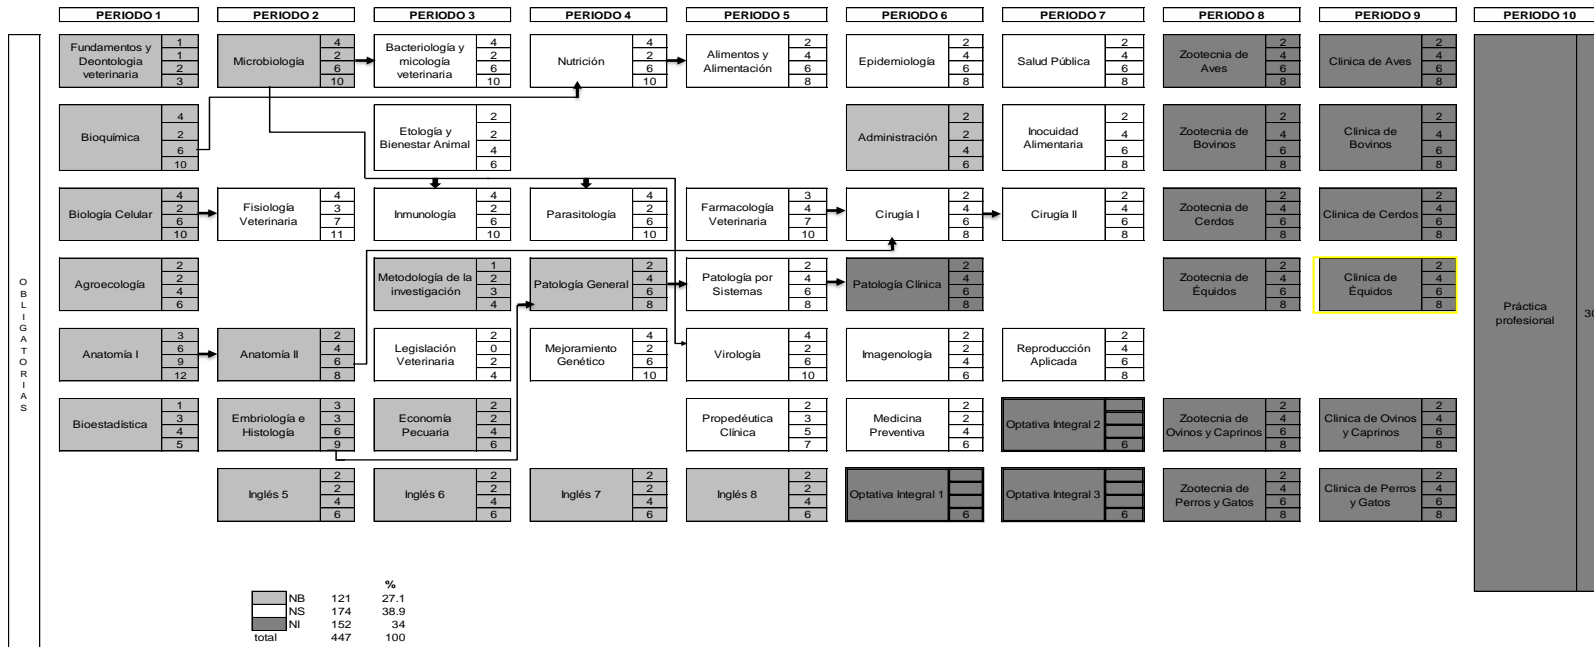 PERIODO 1 PERIODO 2 PERIODO 3 PERIODO 4 PERIODO 5 PERIODO 6 PERIODO 7 PERIODO 8 PERIODO 9 PERIODO 10
OBLIGATORIAS
Fundamentos y
Deontologia
veterinaria
1
1
2
3
Microbiología
4
2
6
10
Bacteriología y
micología
veterinaria
4
2
6
10
Nutrición
4
2
6
10
Alimentos y
Alimentación
2
4
6
8
Epidemiología
2
4
6
8
Salud Pública
2
4
6
8
Zootecnia de
Aves
2
4
6
8
Clinica de Aves
2
4
6
8
Bioquímica
4
2
6
10
Etología y
Bienestar Animal
2
2
4
6
Administración
2
2
4
6
Inocuidad
Alimentaria
2
4
6
8
Zootecnia de
Bovinos
2
4
6
8
Clinica de
Bovinos
2
4
6
8
Biología Celular
4
2
6
10
Fisiología
Veterinaria
4
3
7
11
Inmunología
4
2
6
10
Parasitología
4
2
6
10
Farmacología
Veterinaria
3
4
7
10
Cirugía I
2
4
6
8
Cirugía II
2
4
6
8
Zootecnia de
Cerdos
2
4
6
8
Clinica de Cerdos
2
4
6
8
Agroecología
2
2
4
6
Metodología de la
investigación
1
2
3
4
Patología General
2
4
6
8
Patología por
Sistemas
2
4
6
8
Patología Clínica
2
4
6
8
Zootecnia de
Équidos
2
4
6
8
Clinica de
Équidos
2
4
6
8
Práctica
profesional
30
Anatomía I
3
6
9
12
Anatomía II
2
4
6
8
Legislación
Veterinaria
2
0
2
4
Mejoramiento
Genético
4
2
6
10
Virología
4
2
6
10
Imagenología
2
2
4
6
Reproducción
Aplicada
2
4
6
8
Bioestadística
1
3
4
5
Embriología e
Histología
3
3
6
9
Economía
Pecuaria
2
2
4
6
Propedéutica
Clínica
2
3
5
7
Medicina
Preventiva
2
2
4
6
Optativa Integral 2
6
Zootecnia de
Ovinos y Caprinos
2
4
6
8
Clinica de Ovinos
y Caprinos
2
4
6
8
Inglés 5
2
2
4
6
Inglés 6
2
2
4
6
Inglés 7
2
2
4
6
Inglés 8
2
2
4
6
Optativa Integral 1
6
Optativa Integral 3
6
Zootecnia de
Perros y Gatos
2
4
6
8
Clinica de Perros
y Gatos
2
4
6
8
%
NB 121 27.1
NS 174 38.9
NI 152 34
total 447 100